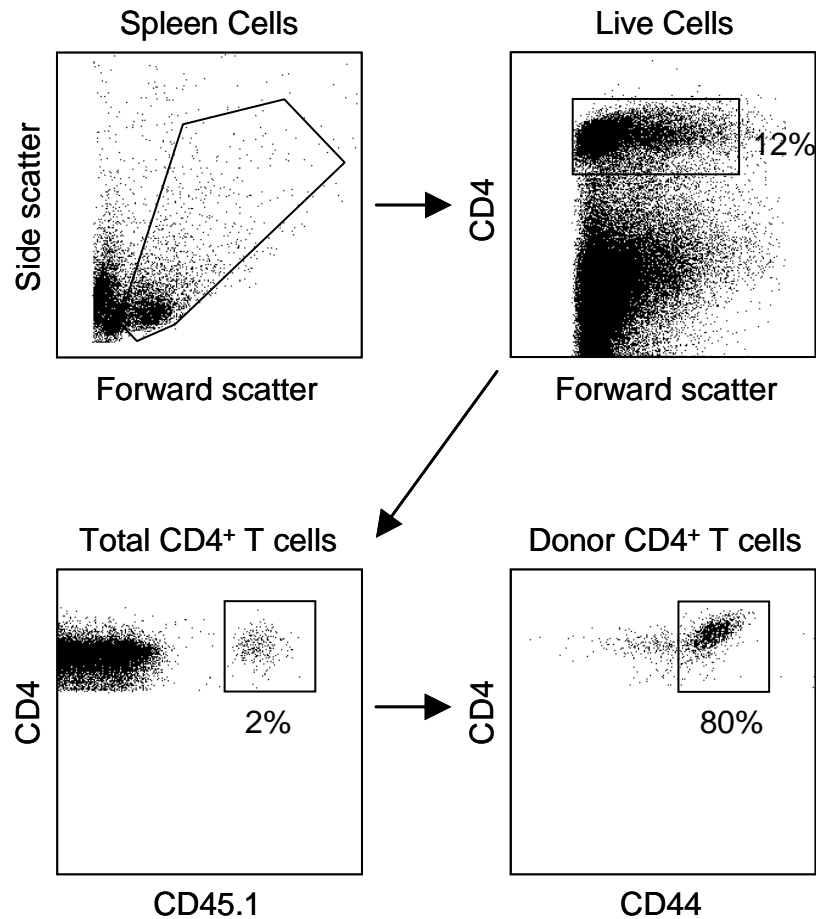 Spleen Cells
Side scatter
Forward scatter
Live Cells
CD4
12%
Forward scatter
Total CD4⁺ T cells
CD4
2%
CD45.1
Donor CD4⁺ T cells
CD4
80%
CD44